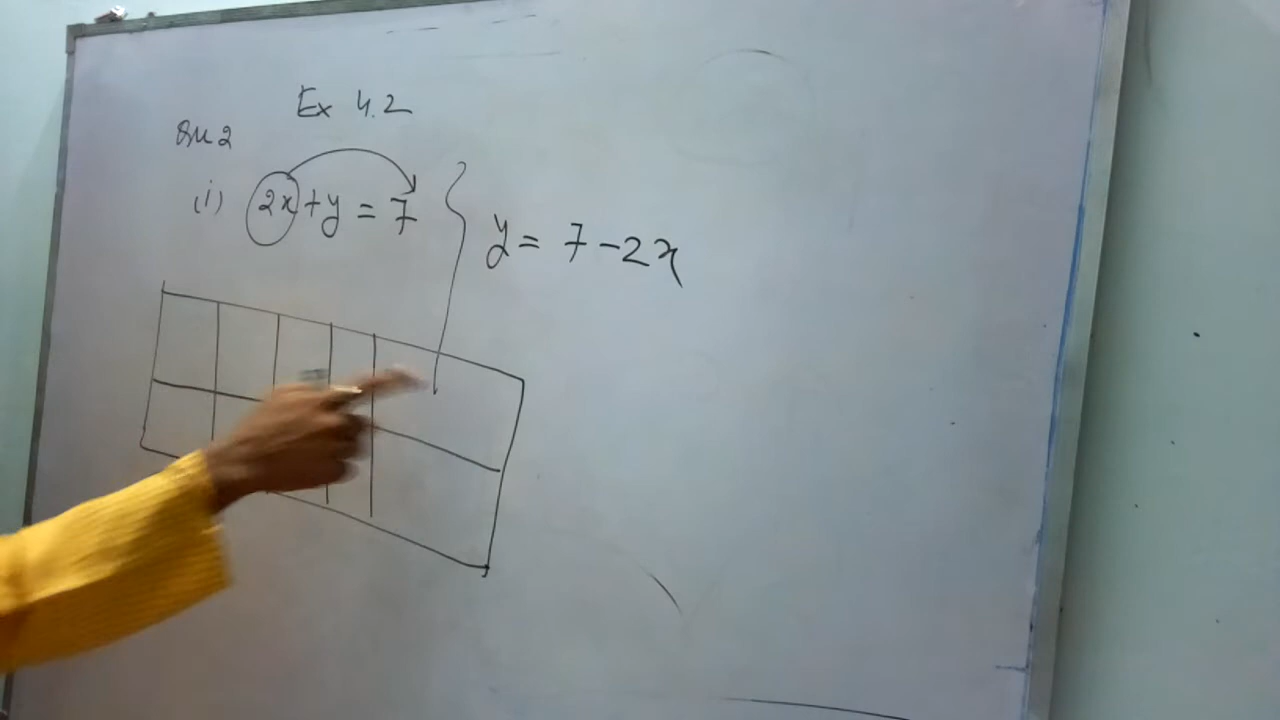 Ex 4.2
Qu 2
(i) 2x + y = 7
y = 7 - 2x